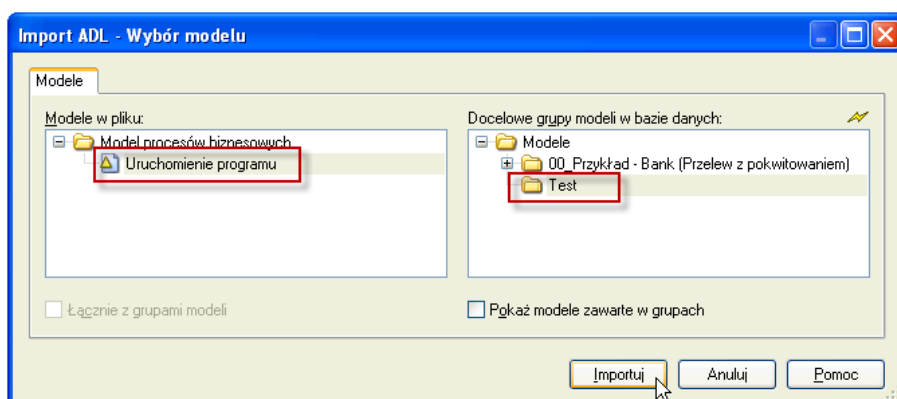 Import ADL - Wybór modelu
Modele
Modele w pliku:
Model procesów biznesowych
Uruchomienie programu
Łącznie z grupami modeli
Docelowe grupy modeli w bazie danych:
Modele
00_Przykład - Bank (Przelew z pokwitowaniem)
Test
Pokaż modele zawarte w grupach
Importuj
Anuluj
Pomoc